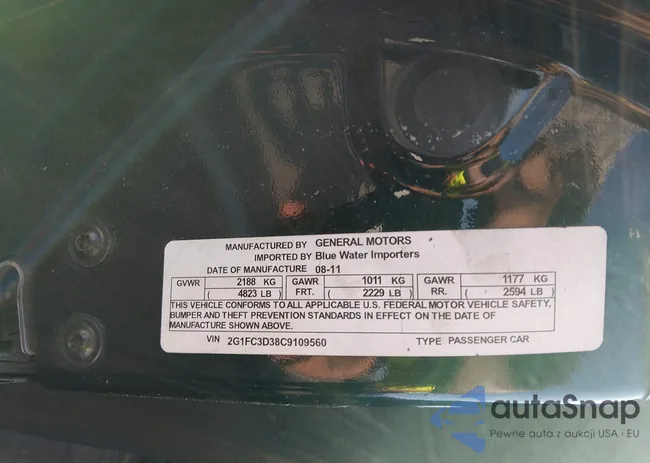 MANUFACTURED BY GENERAL MOTORS
IMPORTED BY Blue Water Importers
DATE OF MANUFACTURE 08-11
GVWR 2188 KG GAWR 1011 KG GAWR 1177 KG
( 4823 LB ) FRT. ( 2229 LB ) RR. ( 2594 LB )
THIS VEHICLE CONFORMS TO ALL APPLICABLE U.S. FEDERAL MOTOR VEHICLE SAFETY,
BUMPER AND THEFT PREVENTION STANDARDS IN EFFECT ON THE DATE OF
MANUFACTURE SHOWN ABOVE.
VIN 2G1FC3D38C9109560 TYPE PASSENGER CAR
autaSnap
Pewne auta z aukcji USA i EU